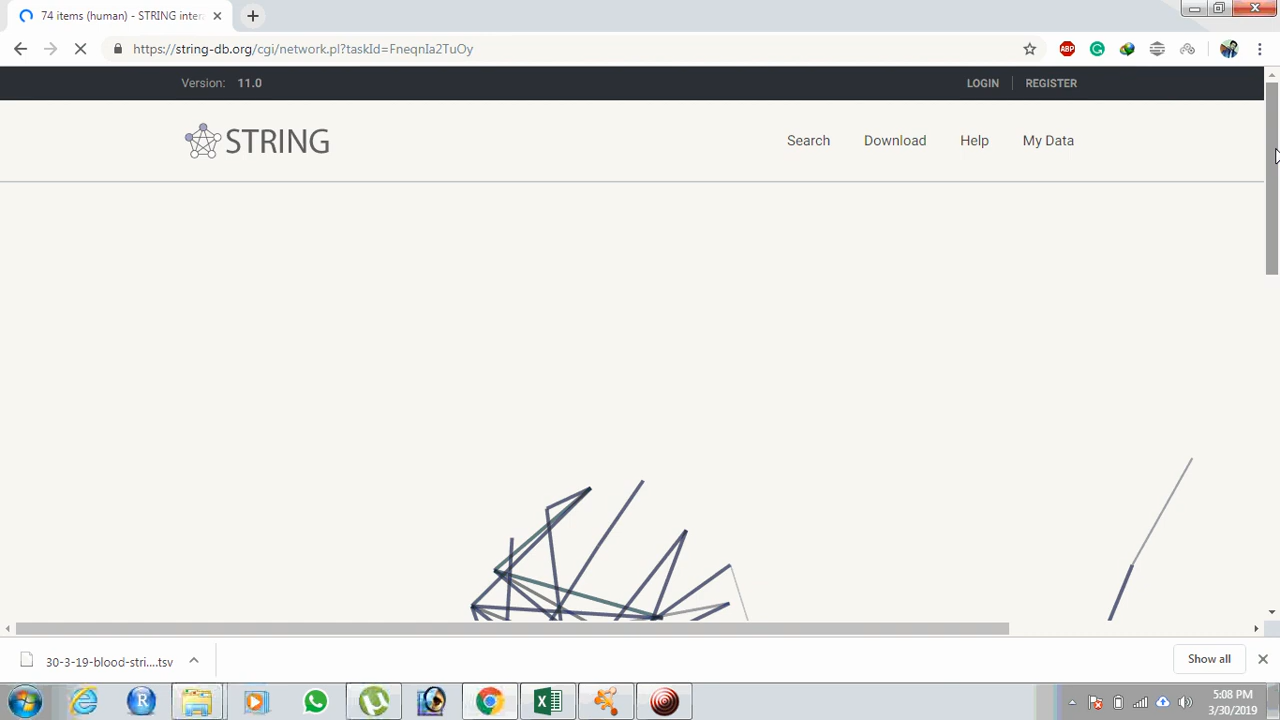 74 items (human) - STRING inter
https://string-db.org/cgi/network.pl?taskId=FneqnIa2TuOy
ABP
Version: 11.0
LOGIN
REGISTER
STRING
Search
Download
Help
My Data
30-3-19-blood-stri....tsv
Show all
R
5:08 PM
3/30/2019